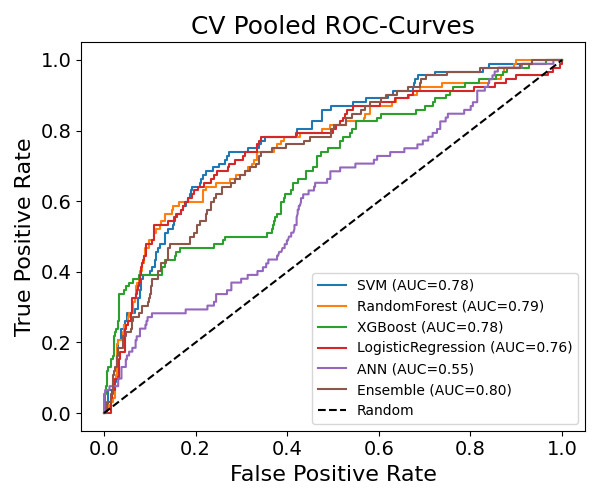 CV Pooled ROC-Curves
True Positive Rate
1.0
0.8
0.6
0.4
0.2
0.0
SVM (AUC=0.78)
RandomForest (AUC=0.79)
XGBoost (AUC=0.78)
LogisticRegression (AUC=0.76)
ANN (AUC=0.55)
Ensemble (AUC=0.80)
Random
0.0 0.2 0.4 0.6 0.8 1.0
False Positive Rate